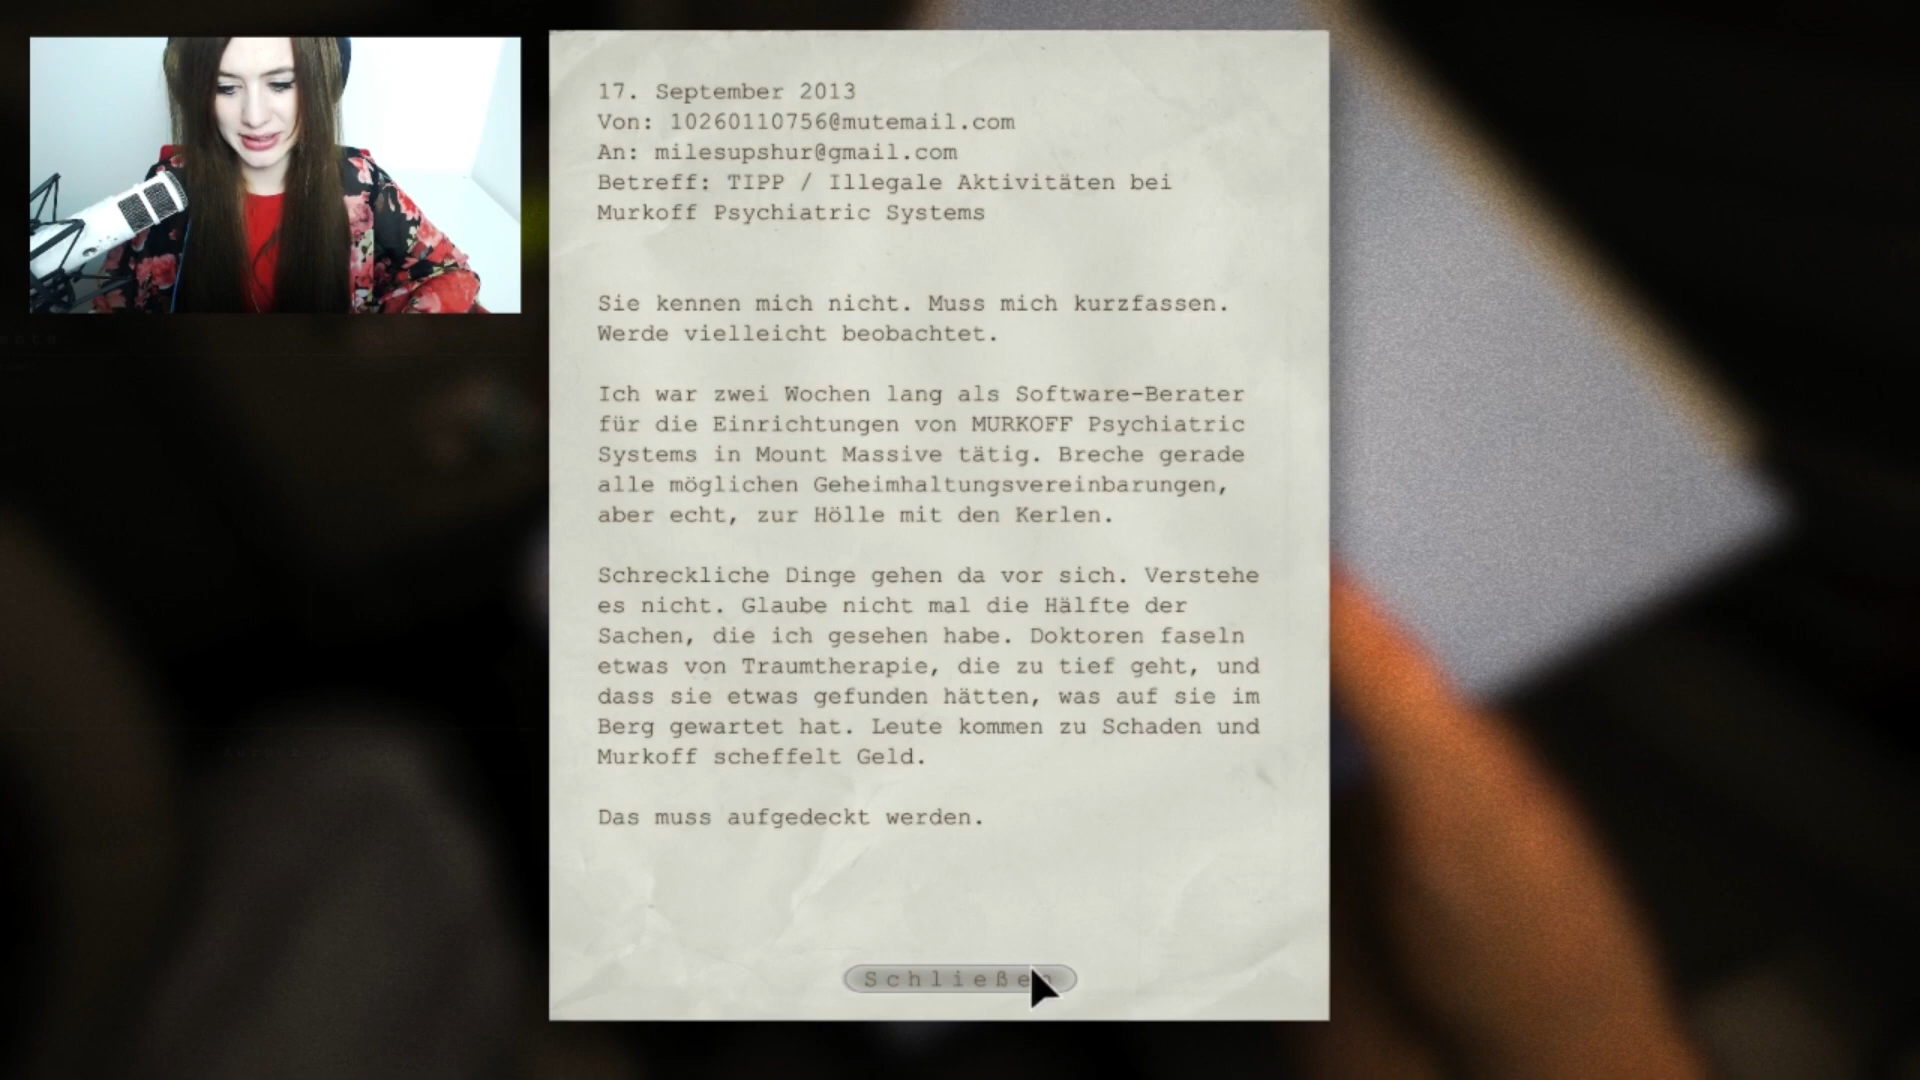 17. September 2013
Von: 10260110756@mutemail.com
An: milesupshur@gmail.com
Betreff: TIPP / Illegale Aktivitäten bei
Murkoff Psychiatric Systems
Sie kennen mich nicht. Muss mich kurzfassen.
Werde vielleicht beobachtet.
Ich war zwei Wochen lang als Software-Berater
für die Einrichtungen von MURKOFF Psychiatric
Systems in Mount Massive tätig. Breche gerade
alle möglichen Geheimhaltungsvereinbarungen,
aber echt, zur Hölle mit den Kerlen.
Schreckliche Dinge gehen da vor sich. Verstehe
es nicht. Glaube nicht mal die Hälfte der
Sachen, die ich gesehen habe. Doktoren faseln
etwas von Traumtherapie, die zu tief geht, und
dass sie etwas gefunden hätten, was auf sie im
Berg gewartet hat. Leute kommen zu Schaden und
Murkoff scheffelt Geld.
Das muss aufgedeckt werden.
Schließen